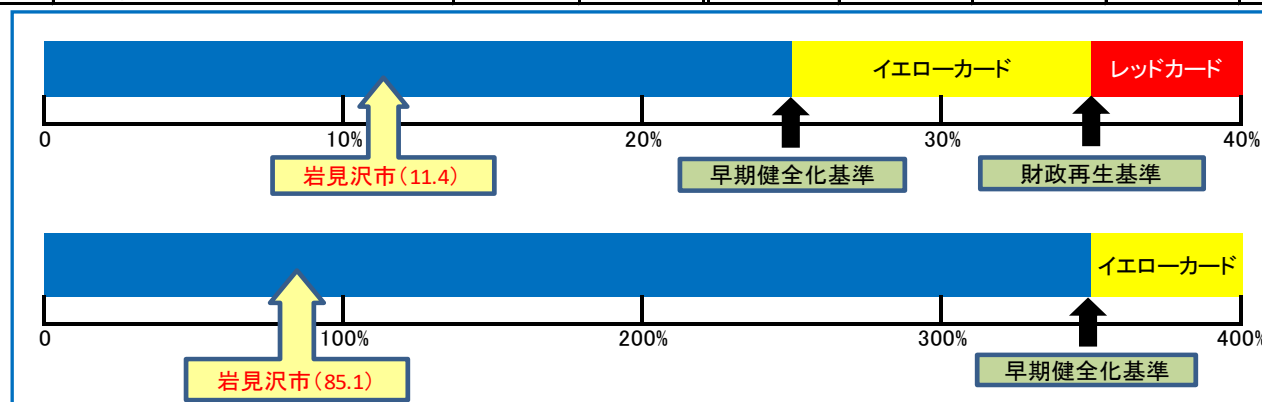 イエローカード レッドカード
0 10% 20% 30% 40%
岩見沢市(11.4) 早期健全化基準 財政再生基準
イエローカード
0 100% 200% 300% 400%
岩見沢市(85.1) 早期健全化基準